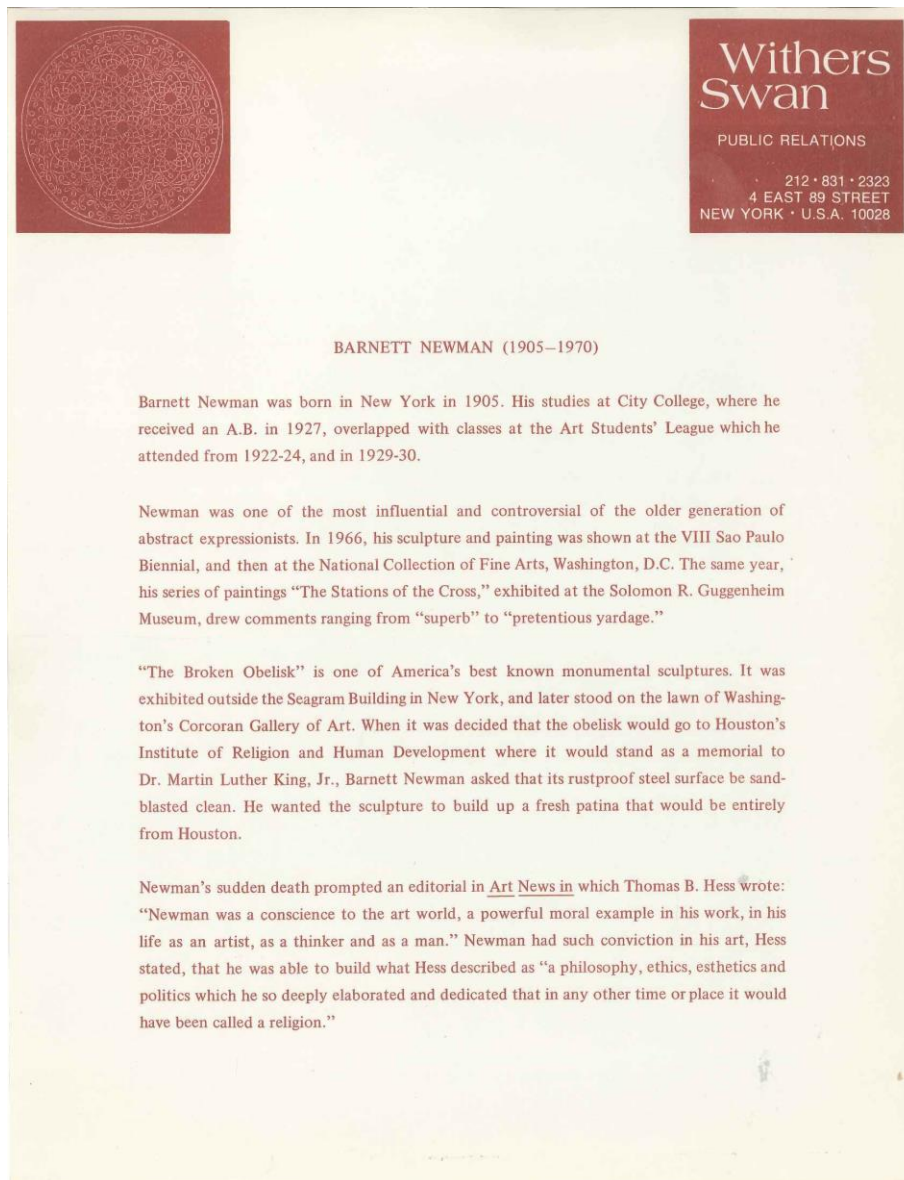 Withers
Swan
PUBLIC RELATIONS
212 • 831 • 2323
4 EAST 89 STREET
NEW YORK • U.S.A. 10028
BARNETT NEWMAN (1905–1970)
Barnett Newman was born in New York in 1905. His studies at City College, where he
received an A.B. in 1927, overlapped with classes at the Art Students’ League which he
attended from 1922-24, and in 1929-30.
Newman was one of the most influential and controversial of the older generation of
abstract expressionists. In 1966, his sculpture and painting was shown at the VIII Sao Paulo
Biennial, and then at the National Collection of Fine Arts, Washington, D.C. The same year,
his series of paintings “The Stations of the Cross,” exhibited at the Solomon R. Guggenheim
Museum, drew comments ranging from “superb” to “pretentious yardage.”
“The Broken Obelisk” is one of America’s best known monumental sculptures. It was
exhibited outside the Seagram Building in New York, and later stood on the lawn of Washing-
ton’s Corcoran Gallery of Art. When it was decided that the obelisk would go to Houston’s
Institute of Religion and Human Development where it would stand as a memorial to
Dr. Martin Luther King, Jr., Barnett Newman asked that its rustproof steel surface be sand-
blasted clean. He wanted the sculpture to build up a fresh patina that would be entirely
from Houston.
Newman’s sudden death prompted an editorial in Art News in which Thomas B. Hess wrote:
“Newman was a conscience to the art world, a powerful moral example in his work, in his
life as an artist, as a thinker and as a man.” Newman had such conviction in his art, Hess
stated, that he was able to build what Hess described as “a philosophy, ethics, esthetics and
politics which he so deeply elaborated and dedicated that in any other time or place it would
have been called a religion.”